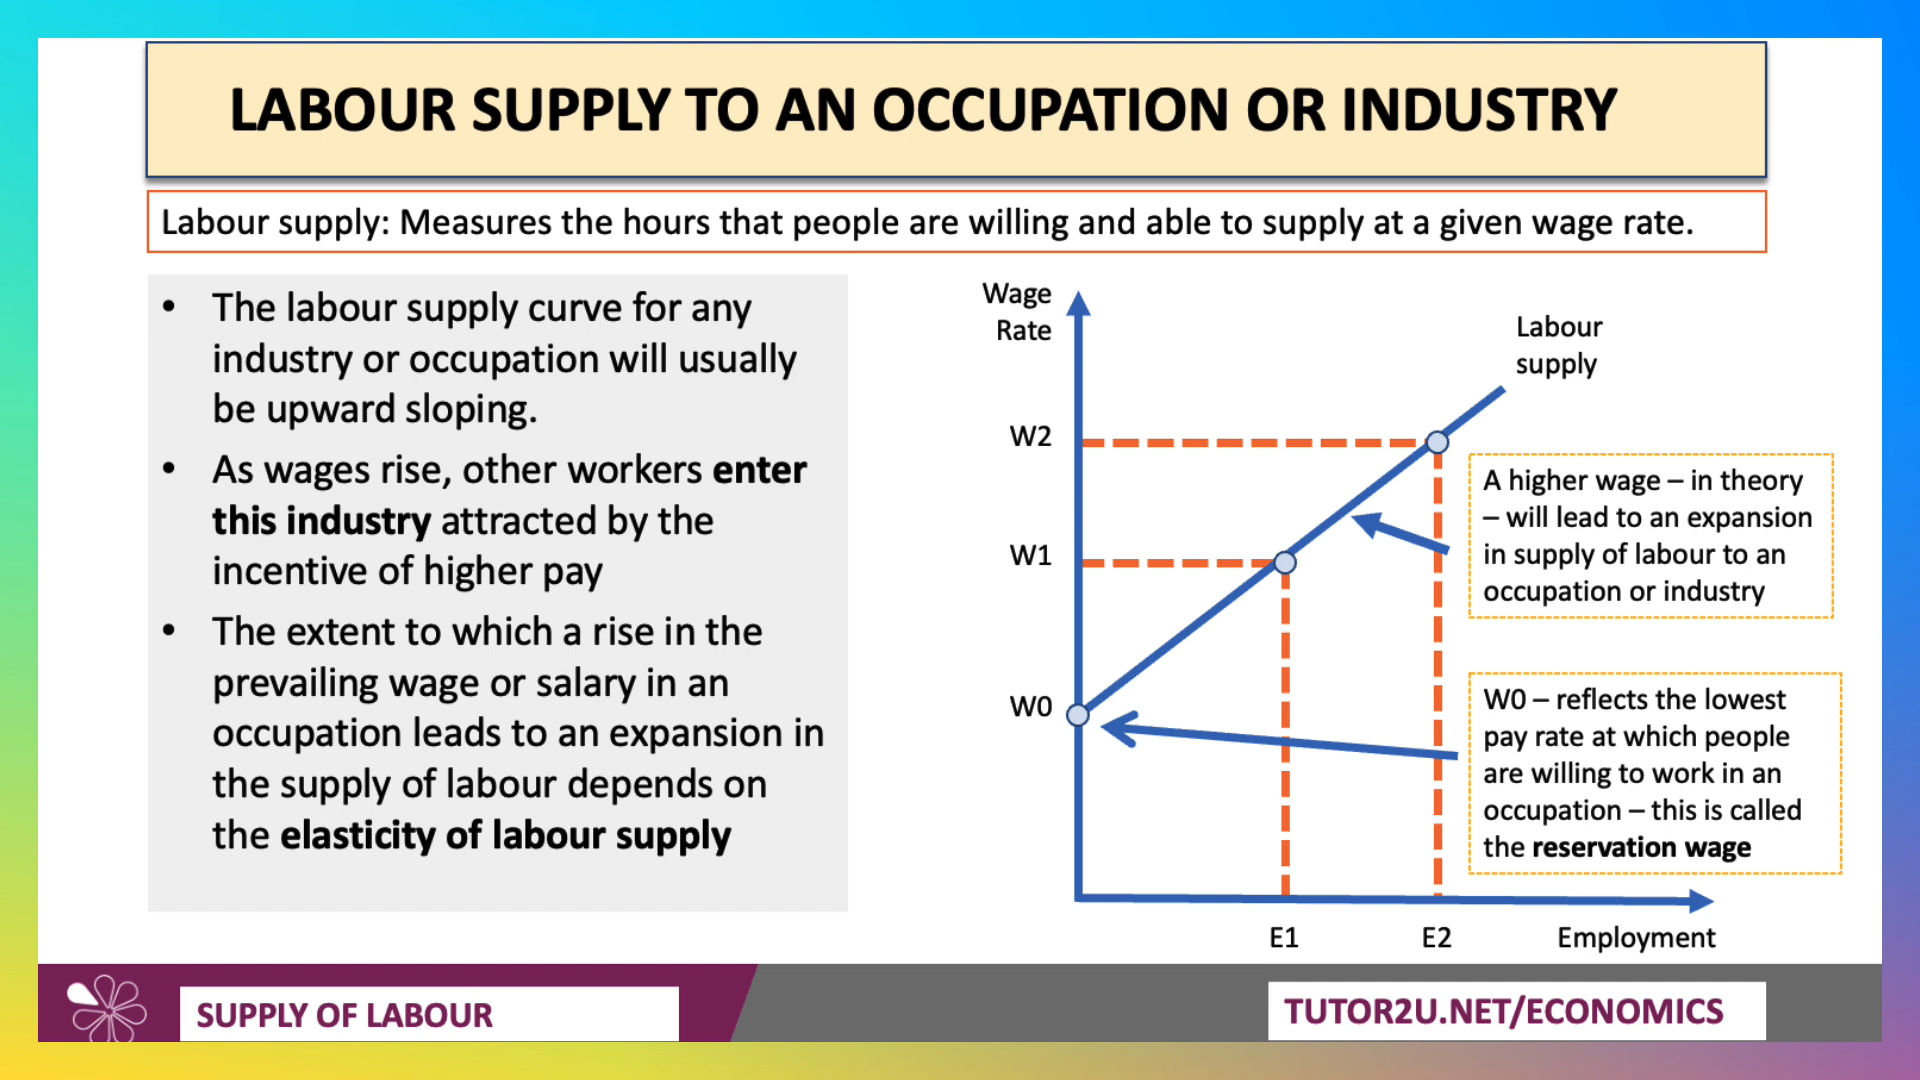 LABOUR SUPPLY TO AN OCCUPATION OR INDUSTRY
Labour supply: Measures the hours that people are willing and able to supply at a given wage rate.
• The labour supply curve for any
industry or occupation will usually
be upward sloping.
• As wages rise, other workers enter
this industry attracted by the
incentive of higher pay
• The extent to which a rise in the
prevailing wage or salary in an
occupation leads to an expansion in
the supply of labour depends on
the elasticity of labour supply
Wage
Rate
Labour
supply
W2
W1
W0
A higher wage – in theory
– will lead to an expansion
in supply of labour to an
occupation or industry
W0 – reflects the lowest
pay rate at which people
are willing to work in an
occupation – this is called
the reservation wage
E1
E2
Employment
SUPPLY OF LABOUR
TUTOR2U.NET/ECONOMICS